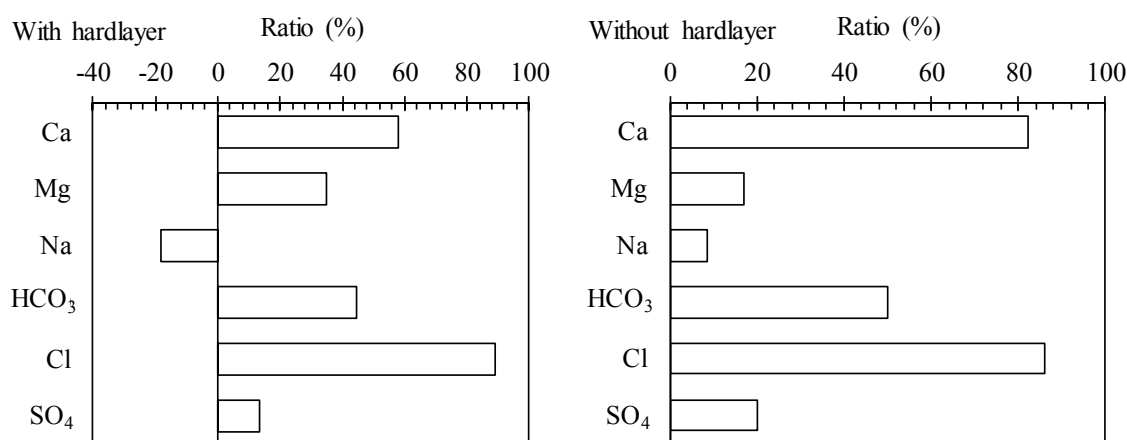 With hardlayer Ratio (%)
-40 -20 0 20 40 60 80 100
Ca
Mg
Na
HCO₃
Cl
SO₄
Without hardlayer Ratio (%)
0 20 40 60 80 100
Ca
Mg
Na
HCO₃
Cl
SO₄